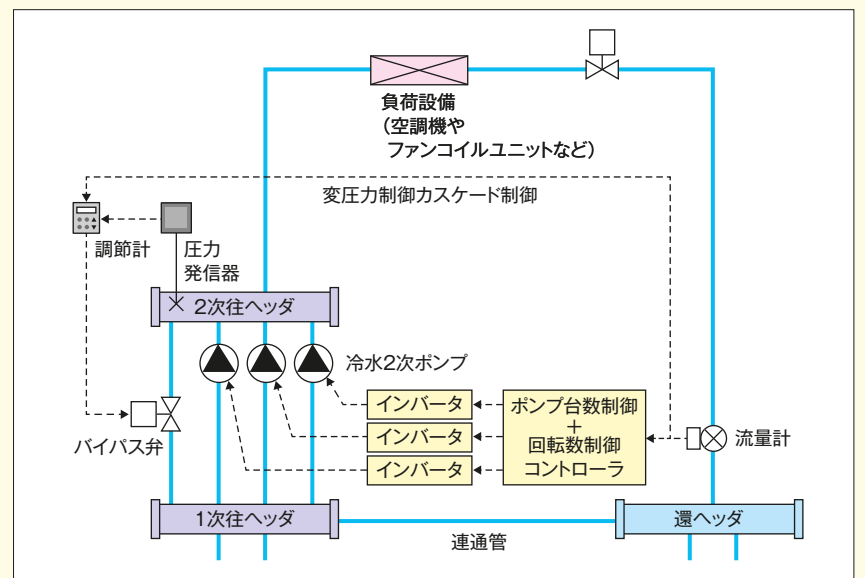 負荷設備
(空調機や
ファンコイルユニットなど)
変圧力制御カスケード制御
調節計
圧力
発信器
2次往ヘッダ
冷水2次ポンプ
インバータ
インバータ
インバータ
ポンプ台数制御
+
回転数制御
コントローラ
流量計
バイパス弁
1次往ヘッダ
還ヘッダ
連通管